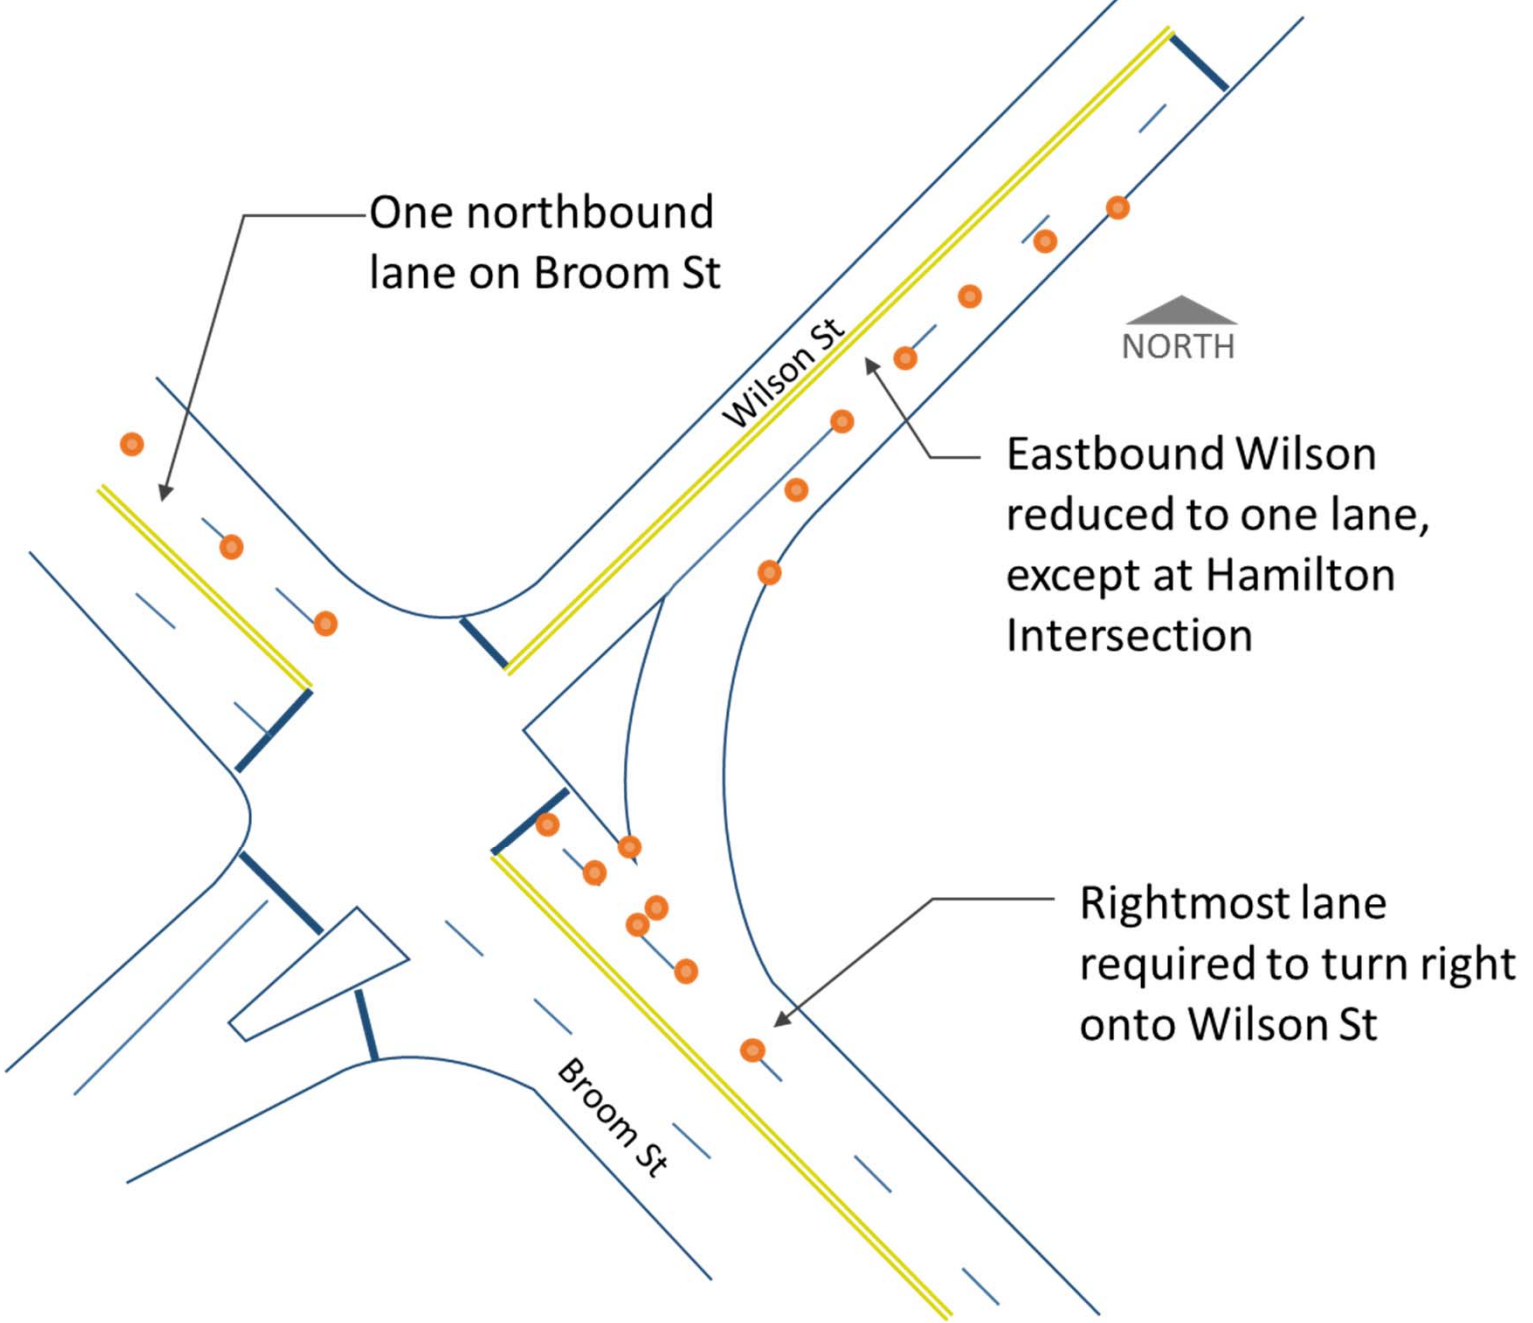 One northbound
lane on Broom St
Wilson St
NORTH
Eastbound Wilson
reduced to one lane,
except at Hamilton
Intersection
Rightmost lane
required to turn right
onto Wilson St
Broom St